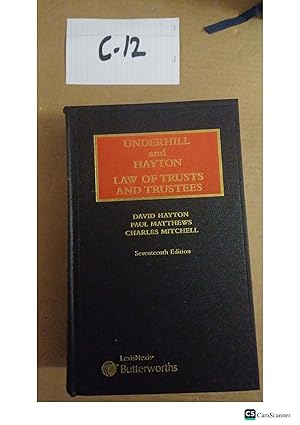 C-12
UNDERHILL
and
HAYTON
LAW OF TRUSTS
AND TRUSTEES
DAVID HAYTON
PAUL MATTHEWS
CHARLES MITCHELL
Seventeenth Edition
LexisNexis®
Butterworths
CS CamScanner